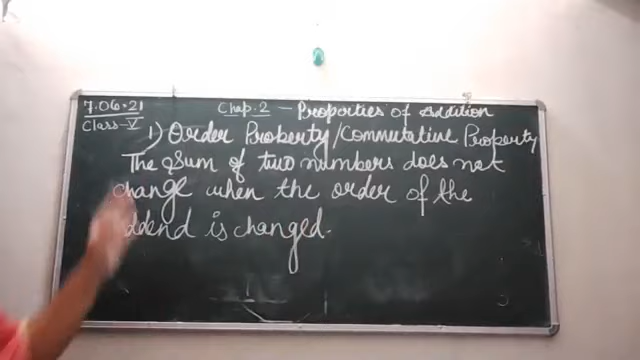 7.06.21
Class-V
Chap.2 - Properties of Addition
1) Order Property/Commutative Property
The Sum of two numbers does not
change when the order of the
ddend is changed.